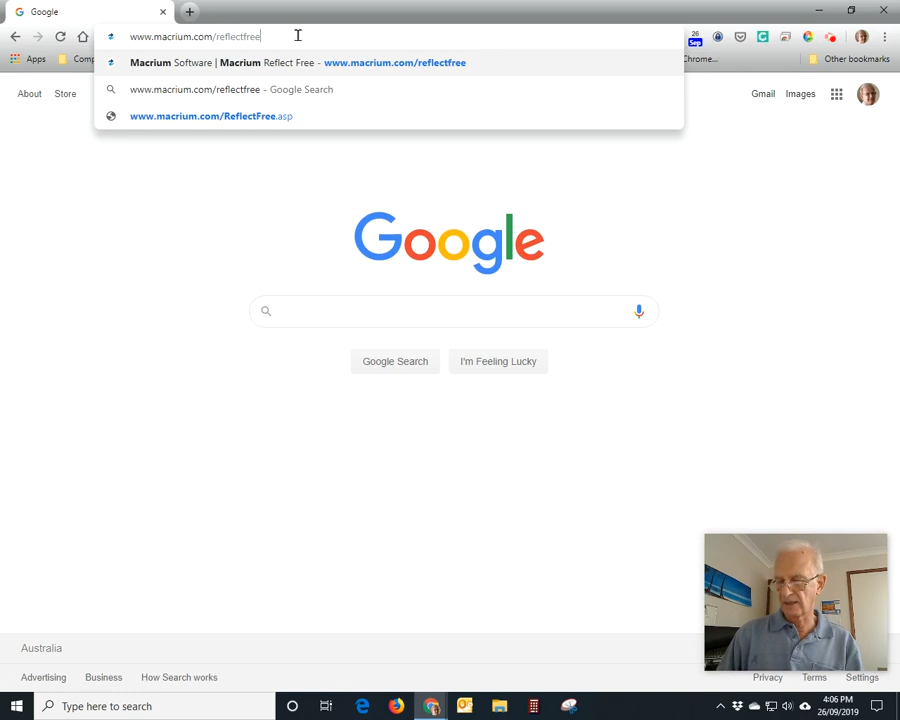 Google
www.macrium.com/reflectfree
Macrium Software | Macrium Reflect Free - www.macrium.com/reflectfree
www.macrium.com/reflectfree - Google Search
www.macrium.com/ReflectFree.asp
26
Sep
Apps
Comp
Chrome...
Other bookmarks
About
Store
Gmail
Images
Google
Google Search
I'm Feeling Lucky
Australia
Advertising
Business
How Search works
Privacy
Terms
Settings
Type here to search
4:06 PM
26/09/2019